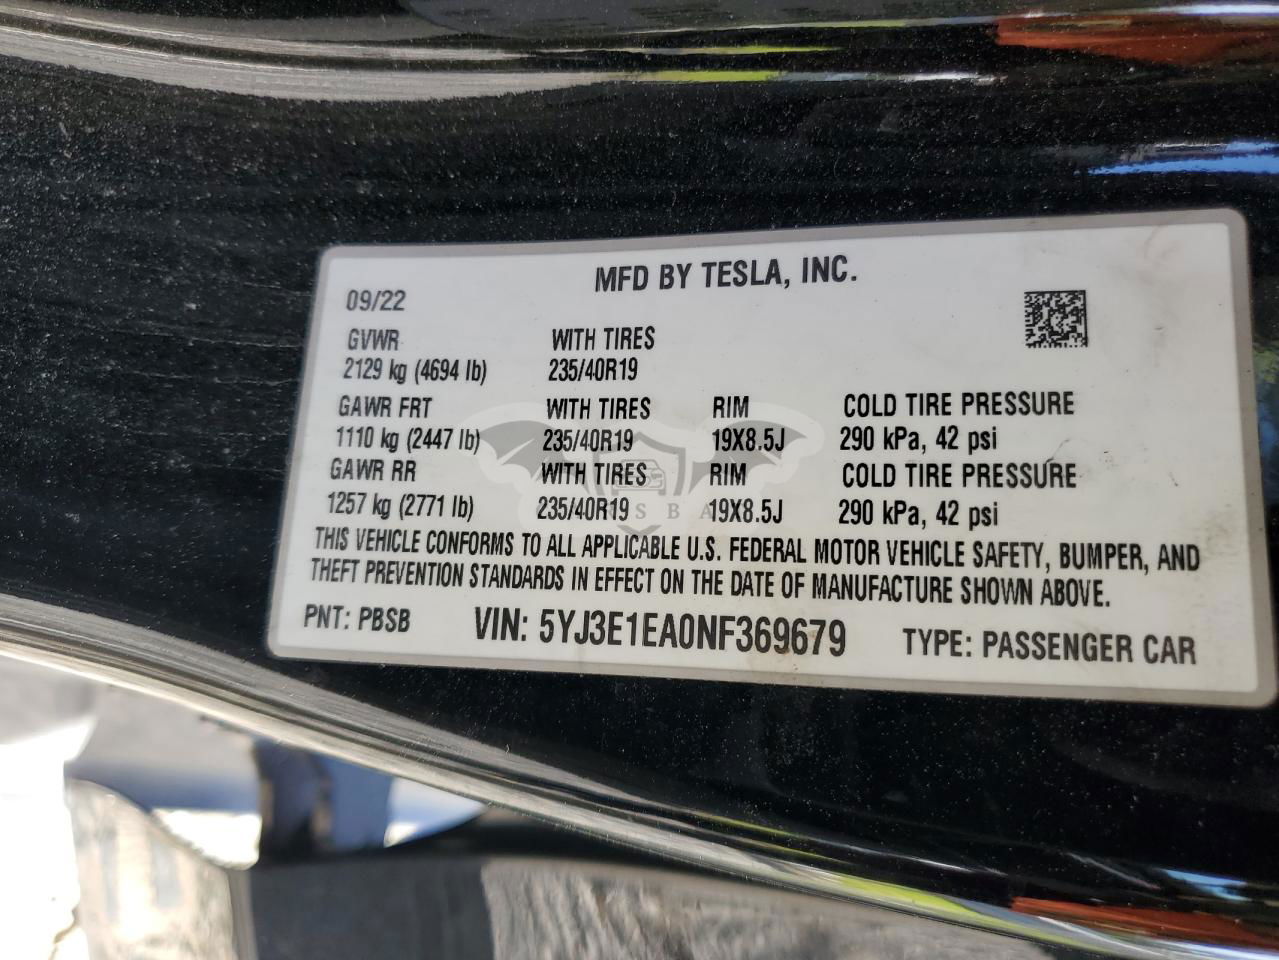 MFD BY TESLA, INC.
09/22
GVWR WITH TIRES
2129 kg (4694 lb) 235/40R19
GAWR FRT WITH TIRES RIM COLD TIRE PRESSURE
1110 kg (2447 lb) 235/40R19 19X8.5J 290 kPa, 42 psi
GAWR RR WITH TIRES RIM COLD TIRE PRESSURE
1257 kg (2771 lb) 235/40R19 19X8.5J 290 kPa, 42 psi
THIS VEHICLE CONFORMS TO ALL APPLICABLE U.S. FEDERAL MOTOR VEHICLE SAFETY, BUMPER, AND
THEFT PREVENTION STANDARDS IN EFFECT ON THE DATE OF MANUFACTURE SHOWN ABOVE.
PNT: PBSB VIN: 5YJ3E1EA0NF369679 TYPE: PASSENGER CAR